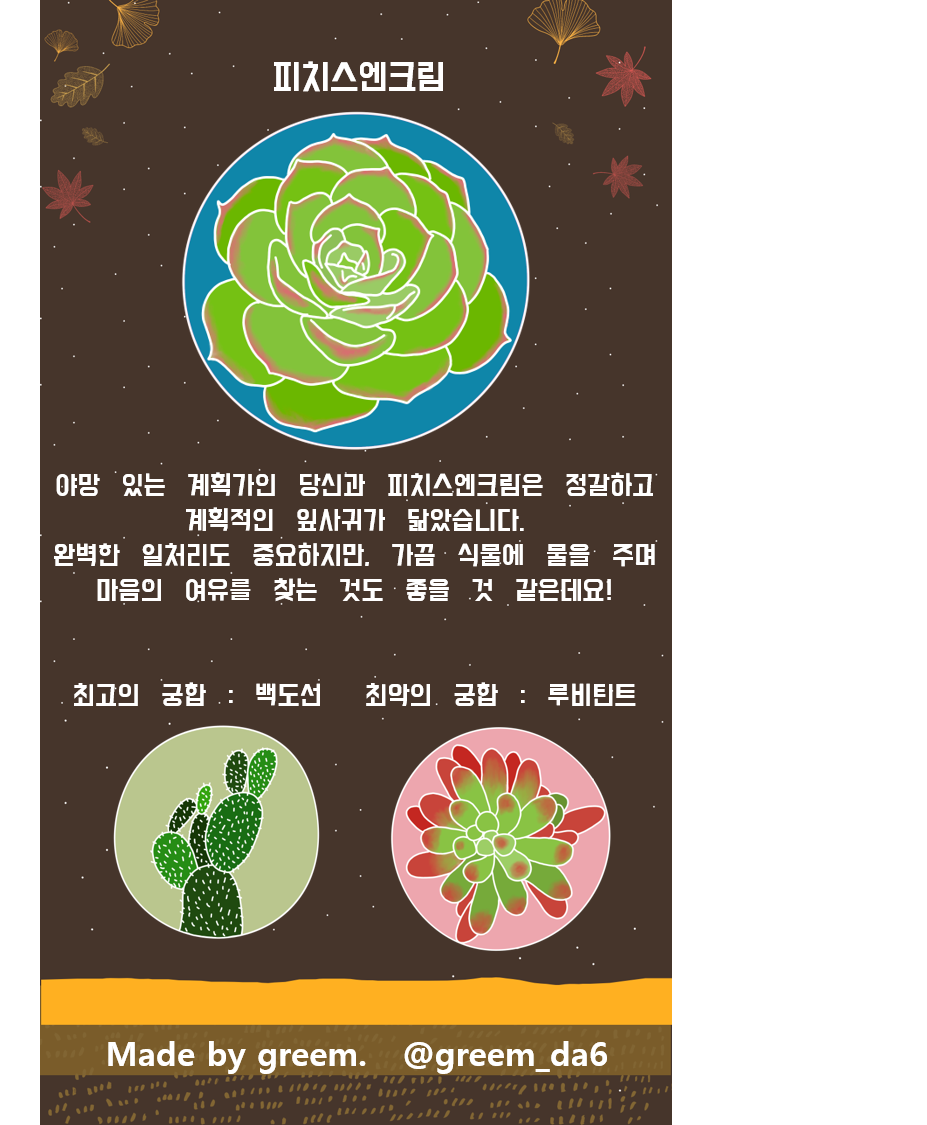 피치스엔크림
야망 있는 계획가인 당신과 피치스엔크림은 정갈하고
계획적인 잎사귀가 닮았습니다.
완벽한 일처리도 중요하지만, 가끔 식물에 물을 주며
마음의 여유를 찾는 것도 좋을 것 같은데요!
최고의 궁합 : 백도선 최악의 궁합 : 루비틴트
Made by greem. @greem_da6